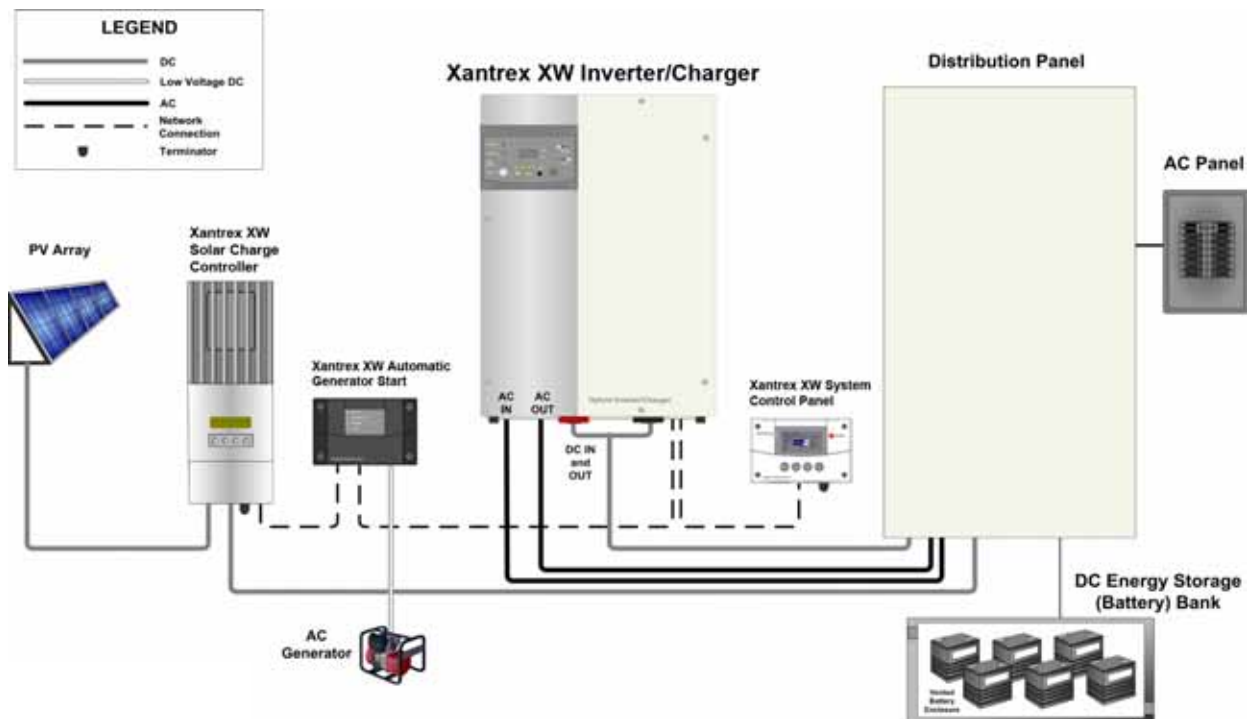 LEGEND
DC
Low Voltage DC
AC
Network
Connection
Terminator
Xantrex XW Inverter/Charger
Distribution Panel
AC Panel
PV Array
Xantrex XW
Solar Charge
Controller
Xantrex XW Automatic
Generator Start
AC
IN
AC
OUT
DC IN
and
OUT
Xantrex XW System
Control Panel
AC
Generator
DC Energy Storage
(Battery) Bank
Vented
Battery
Enclosure